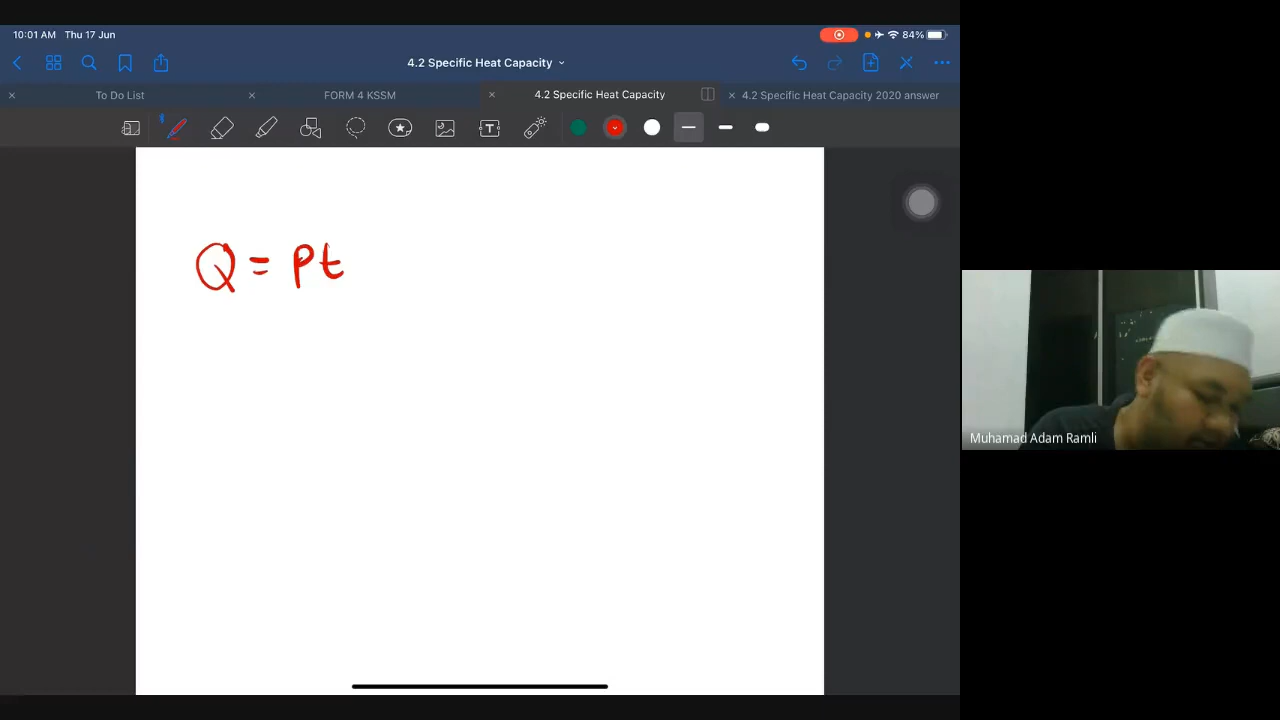 10:01 AM Thu 17 Jun
84%
4.2 Specific Heat Capacity
To Do List
FORM 4 KSSM
4.2 Specific Heat Capacity
4.2 Specific Heat Capacity 2020 answer
T
Q = Pt
Muhamad Adam Ramli